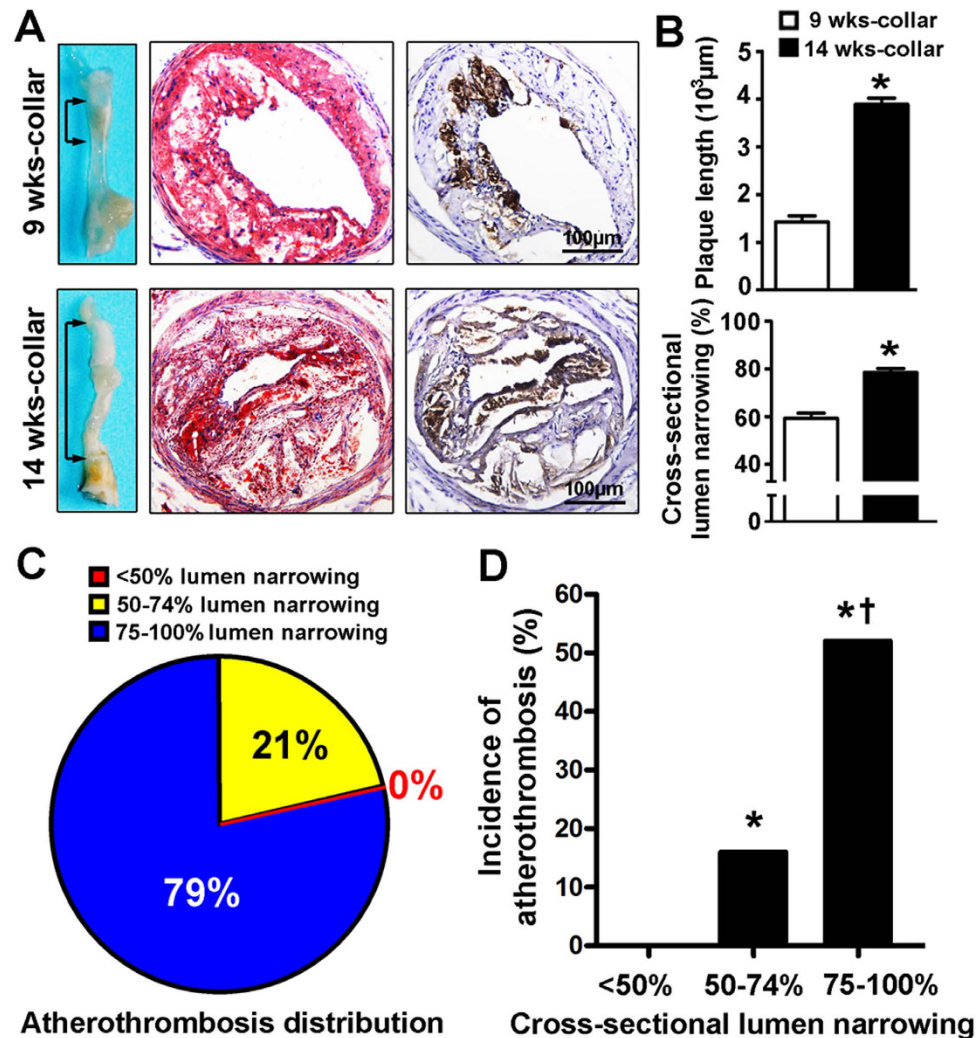 A
9 wks-collar
100µm
14 wks-collar
100µm
B
9 wks-collar
14 wks-collar
Plaque length (10³µm)
5
4
3
2
1
0
*
Cross-sectional
lumen narrowing (%)
100
80
60
40
0
*
C
<50% lumen narrowing
50-74% lumen narrowing
75-100% lumen narrowing
21%
0%
79%
Atherothrombosis distribution
D
Incidence of
atherothrombosis (%)
60
50
40
30
20
10
0
*
*†
<50%
50-74%
75-100%
Cross-sectional lumen narrowing